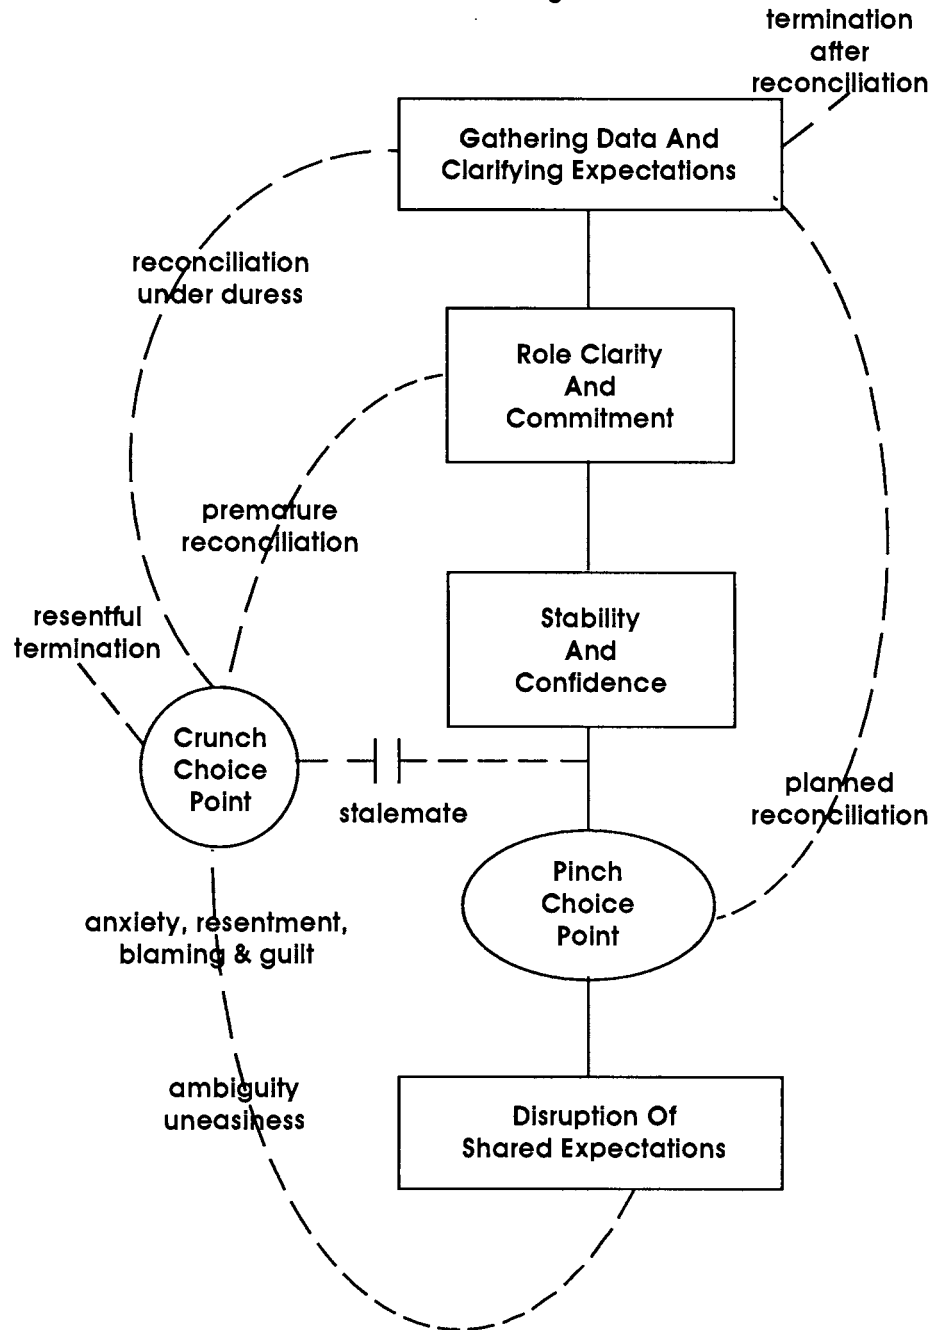 termination
after
reconciliation
Gathering Data And
Clarifying Expectations
reconciliation
under duress
Role Clarity
And
Commitment
premature
reconciliation
resentful
termination
Stability
And
Confidence
Crunch
Choice
Point
stalemate
planned
reconciliation
Pinch
Choice
Point
anxiety, resentment,
blaming & guilt
ambiguity
uneasiness
Disruption Of
Shared Expectations